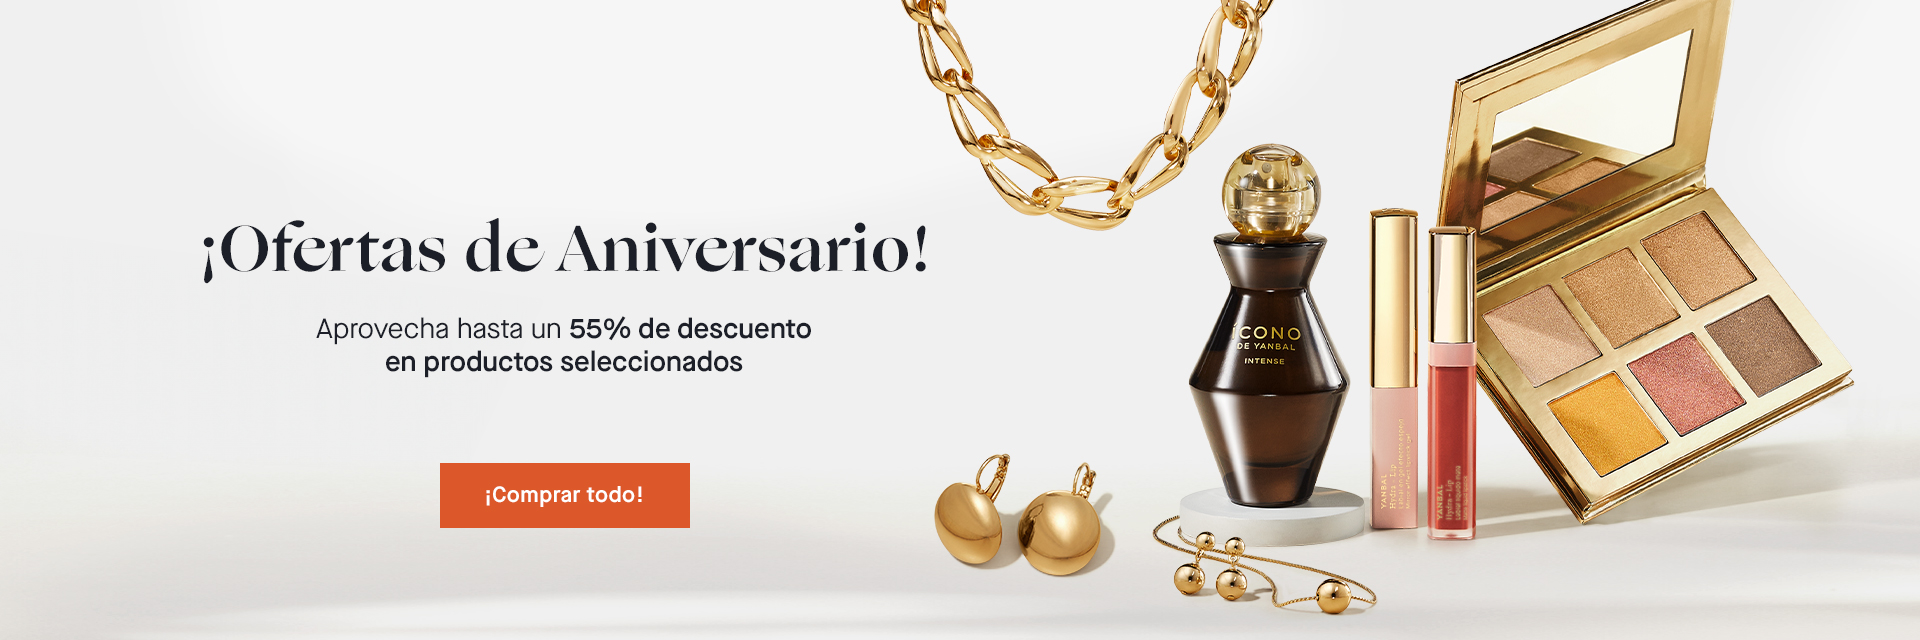 ¡Ofertas de Aniversario!
Aprovecha hasta un 55% de descuento
en productos seleccionados
¡Comprar todo!
ÍCONO
DE YANBAL
INTENSE
YANBAL
Hydra - Lip
YANBAL
Hydra - Lip